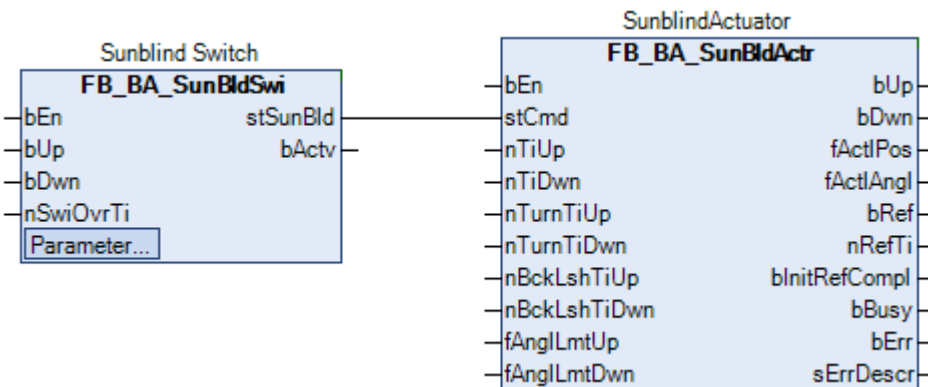 Sunblind Switch
FB_BA_SunBldSwi
bEn stSunBld
bUp bActv
bDwn
nSwiOvrTi
Parameter...
SunblindActuator
FB_BA_SunBldActr
bEn bUp
stCmd bDwn
nTiUp fActlPos
nTiDwn fActlAngl
nTurnTiUp bRef
nTurnTiDwn nRefTi
nBckLshTiUp bInitRefCompl
nBckLshTiDwn bBusy
fAnglLmtUp bErr
fAnglLmtDwn sErrDescr